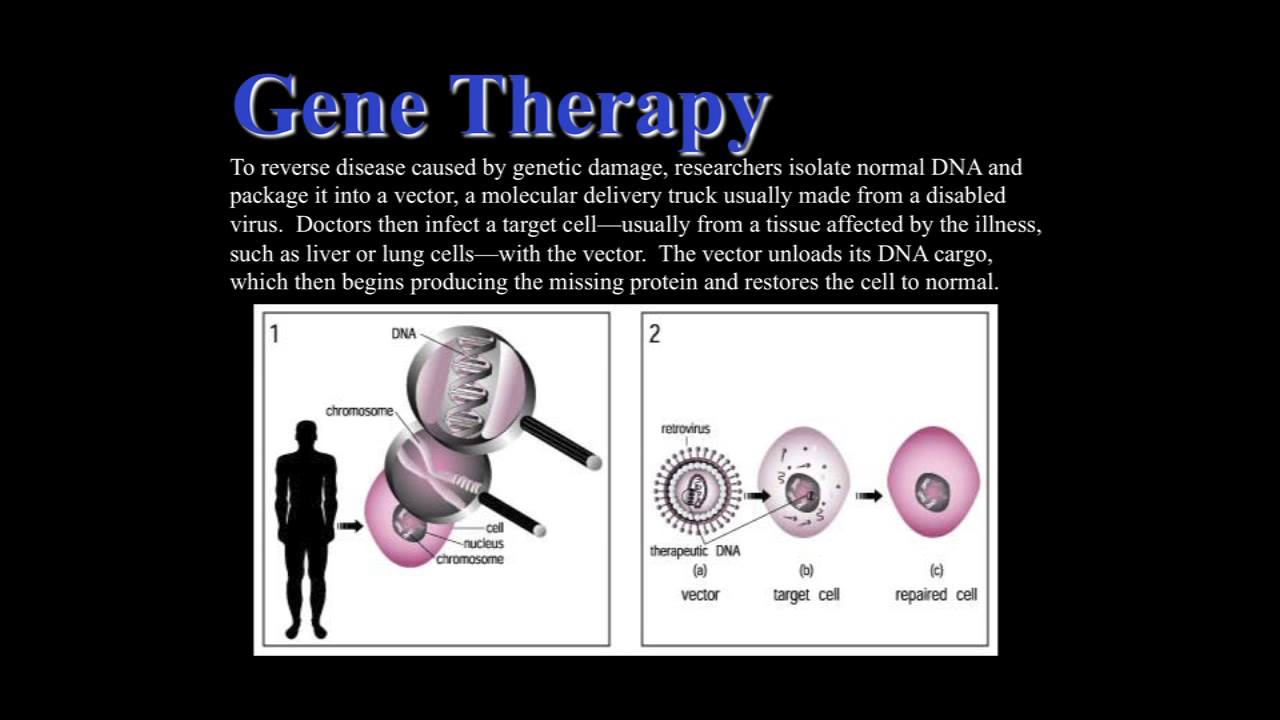 Gene Therapy
To reverse disease caused by genetic damage, researchers isolate normal DNA and
package it into a vector, a molecular delivery truck usually made from a disabled
virus.  Doctors then infect a target cell—usually from a tissue affected by the illness,
such as liver or lung cells—with the vector.  The vector unloads its DNA cargo,
which then begins producing the missing protein and restores the cell to normal.
1
DNA
chromosome
cell
nucleus
chromosome
2
retrovirus
therapeutic DNA
(a)
vector
(b)
target cell
(c)
repaired cell